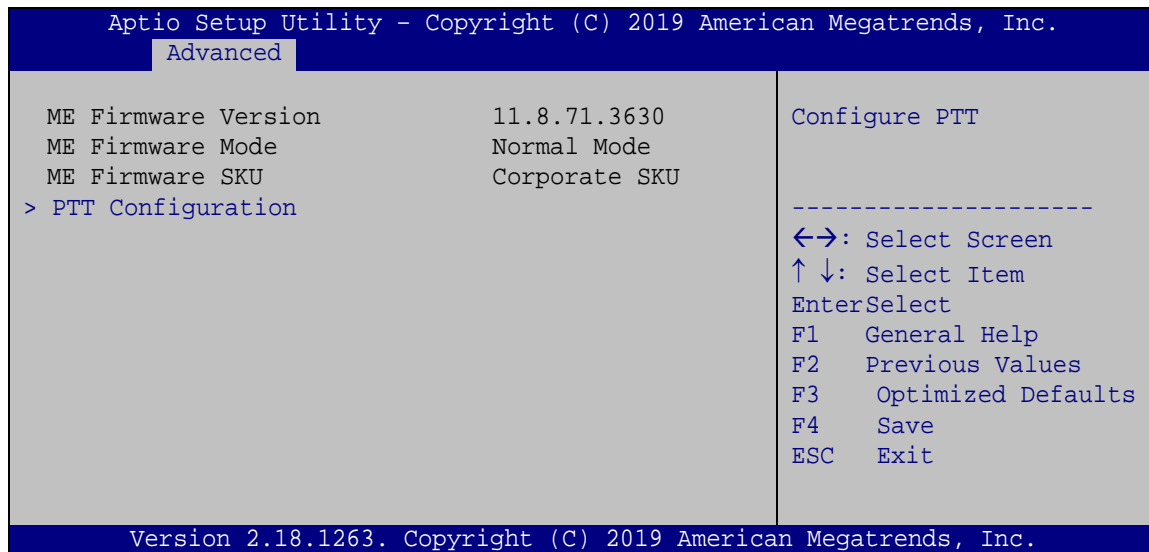 Aptio Setup Utility – Copyright (C) 2019 American Megatrends, Inc.
Advanced
ME Firmware Version 11.8.71.3630
ME Firmware Mode Normal Mode
ME Firmware SKU Corporate SKU
> PTT Configuration
Configure PTT
---------------------
←→: Select Screen
↑ ↓: Select Item
EnterSelect
F1 General Help
F2 Previous Values
F3 Optimized Defaults
F4 Save
ESC Exit
Version 2.18.1263. Copyright (C) 2019 American Megatrends, Inc.